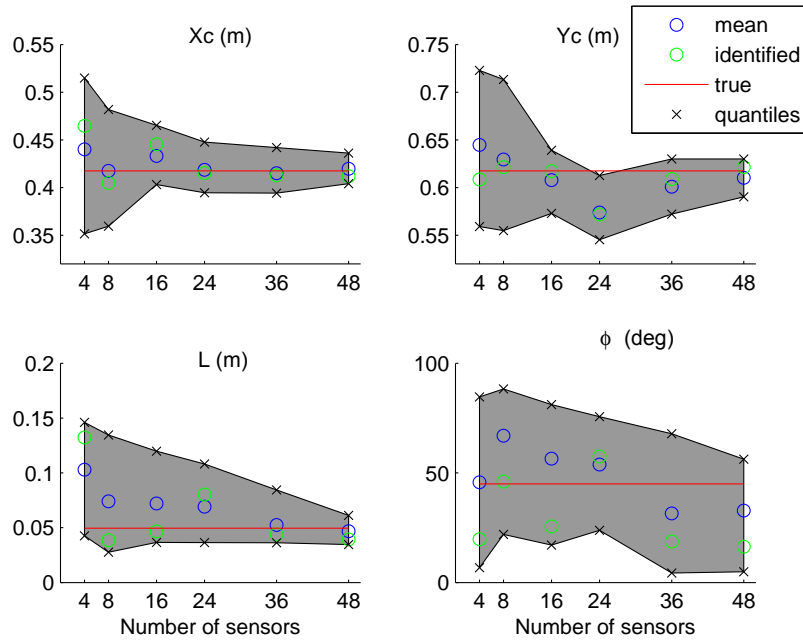 Xc (m)
0.55
0.5
0.45
0.4
0.35
4 8 16 24 36 48
Yc (m)
0.75
0.7
0.65
0.6
0.55
4 8 16 24 36 48
mean
identified
true
quantiles
L (m)
0.2
0.15
0.1
0.05
0
4 8 16 24 36 48
Number of sensors
ϕ (deg)
100
50
0
4 8 16 24 36 48
Number of sensors